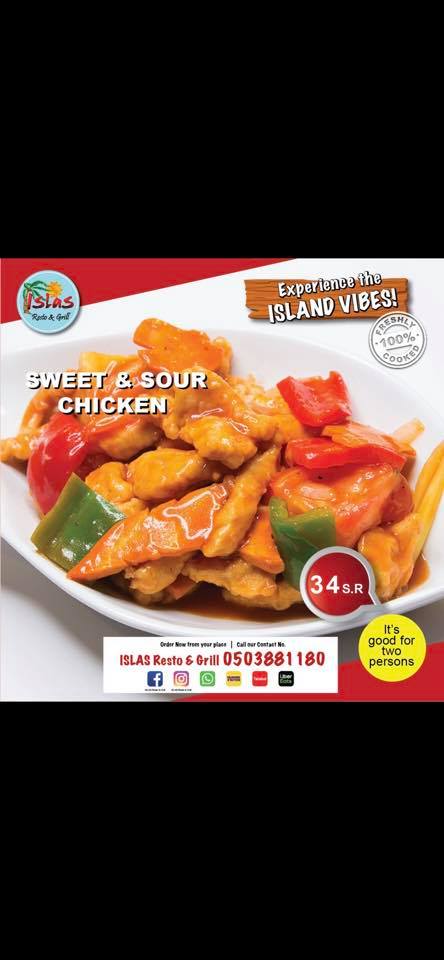 Islas
Resto & Grill
Experience the
ISLAND VIBES!
FRESHLY
100%
COOKED
SWEET & SOUR
CHICKEN
34 S.R
It's
good for
two
persons
Order Now from your place | Call our Contact No.
ISLAS Resto & Grill 0503881180
Uber
Eats